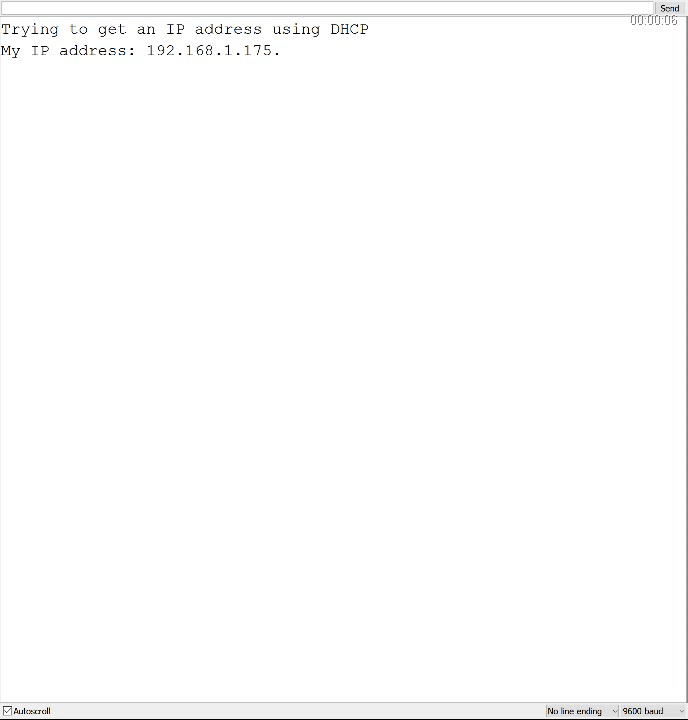 Send
00:00:06
Trying to get an IP address using DHCP
My IP address: 192.168.1.175.
Autoscroll
No line ending
9600 baud